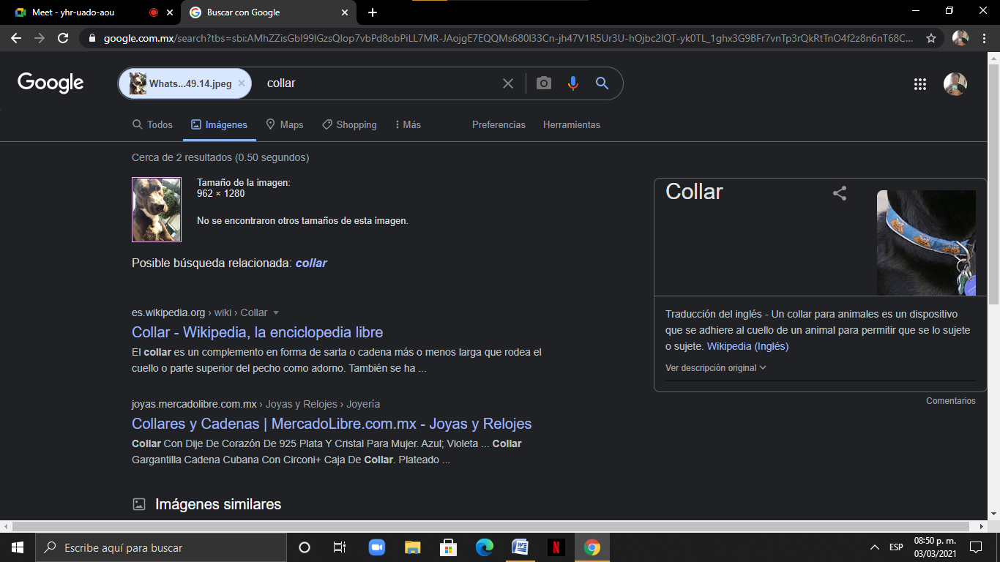 Meet - yhr-uado-aou
Buscar con Google
google.com.mx/search?tbs=sbi:AMhZZisGbI99lGzsQIop7vbPd8obPiLL7MR-JAojgE7EQQMs680l33Cn-jh47V1R5Ur3U-hOjbc2lQT-yk0TL_1ghx3G9BFr7vnTp3rQkRtTnO4f2z8n6nT68C...
Google
Whats...49.14.jpeg
collar
Todos
Imágenes
Maps
Shopping
Más
Preferencias
Herramientas
Cerca de 2 resultados (0.50 segundos)
Tamaño de la imagen:
962 × 1280
No se encontraron otros tamaños de esta imagen.
Posible búsqueda relacionada: collar
es.wikipedia.org › wiki › Collar
Collar - Wikipedia, la enciclopedia libre
El collar es un complemento en forma de sarta o cadena más o menos larga que rodea el
cuello o parte superior del pecho como adorno. También se ha ...
joyas.mercadolibre.com.mx › Joyas y Relojes › Joyería
Collares y Cadenas | MercadoLibre.com.mx - Joyas y Relojes
Collar Con Dije De Corazón De 925 Plata Y Cristal Para Mujer. Azul; Violeta ... Collar
Gargantilla Cadena Cubana Con Circoni+ Caja De Collar. Plateado ...
Imágenes similares
Collar
Traducción del inglés - Un collar para animales es un dispositivo
que se adhiere al cuello de un animal para permitir que se lo sujete
o sujete. Wikipedia (Inglés)
Ver descripción original
Comentarios
Escribe aquí para buscar
W
N
ESP
08:50 p. m.
03/03/2021